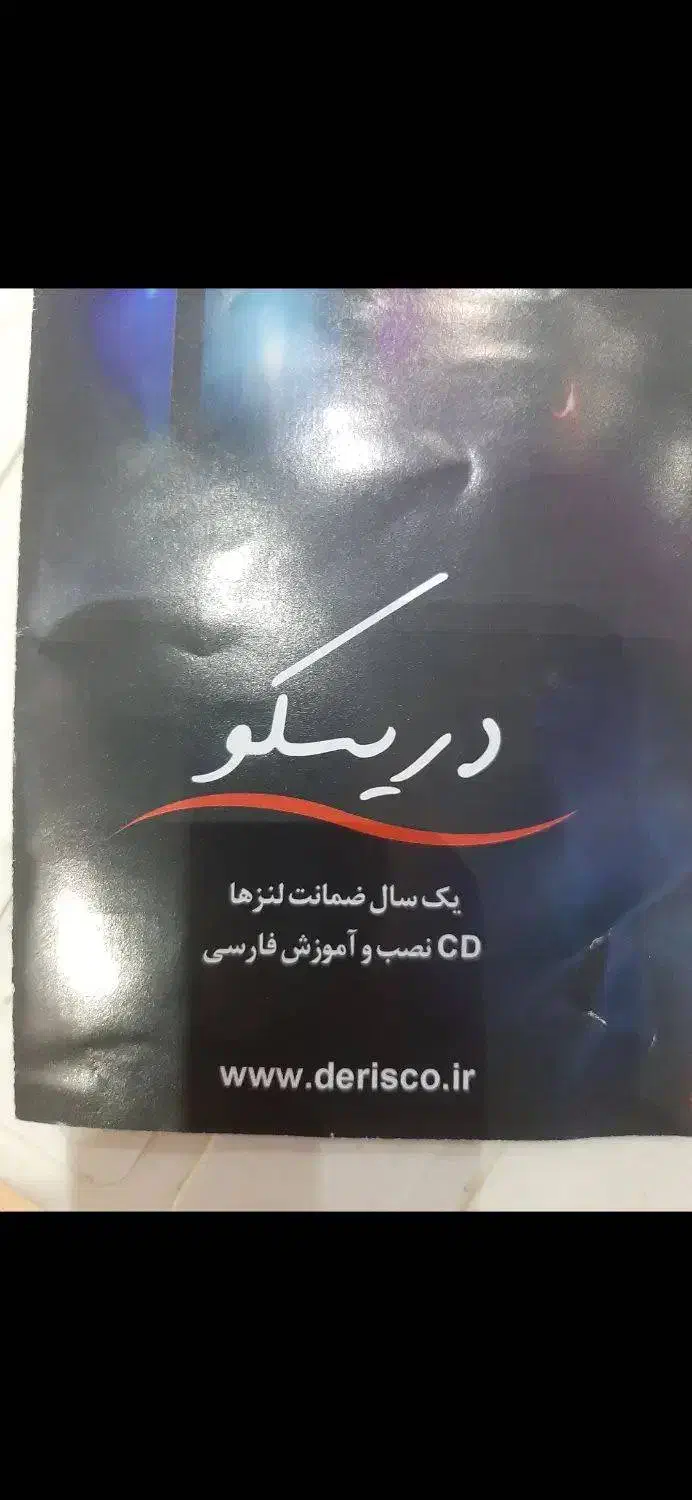 دریسکو
یک سال ضمانت لنزها
CD نصب و آموزش فارسی
www.derisco.ir